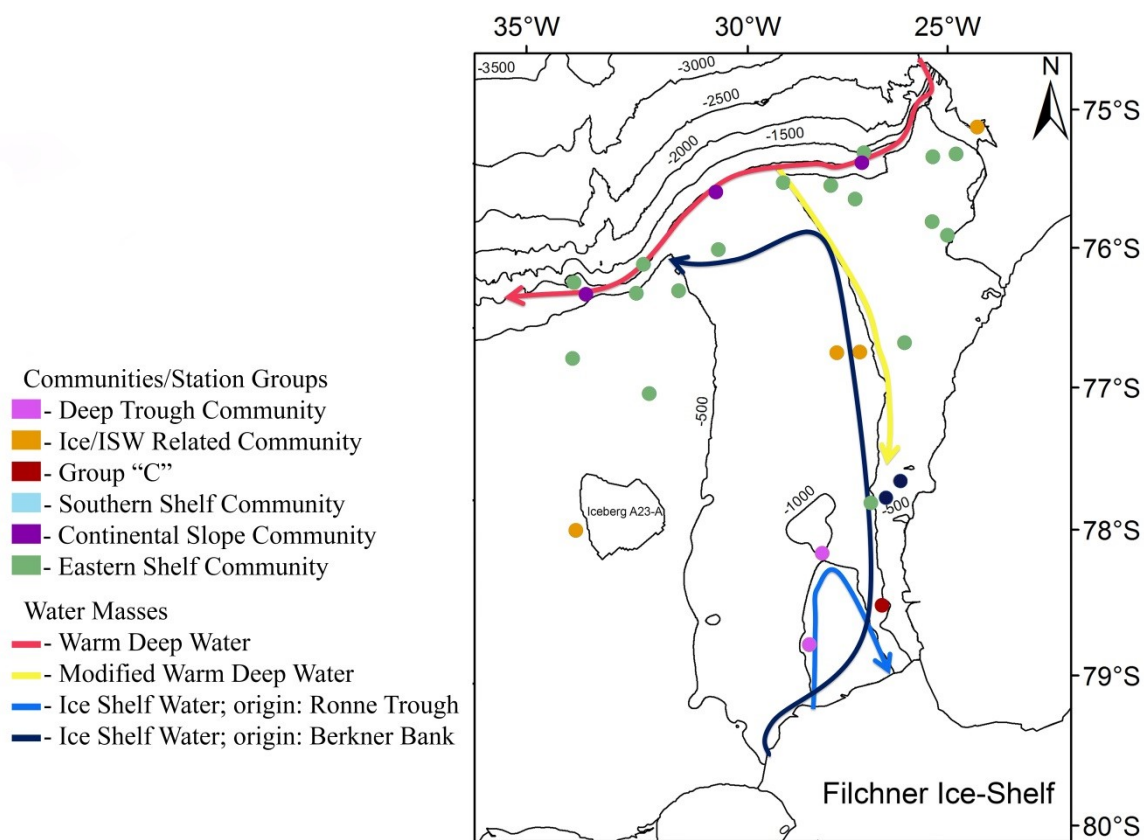 35°W 30°W 25°W
-3500
-3000
-2500
-2000
-1500
N
75°S
76°S
77°S
-500
-1000
-500
78°S
Iceberg A23-A
79°S
80°S
Filchner Ice-Shelf
Communities/Station Groups
- Deep Trough Community
- Ice/ISW Related Community
- Group “C”
- Southern Shelf Community
- Continental Slope Community
- Eastern Shelf Community
Water Masses
- Warm Deep Water
- Modified Warm Deep Water
- Ice Shelf Water; origin: Ronne Trough
- Ice Shelf Water; origin: Berkner Bank